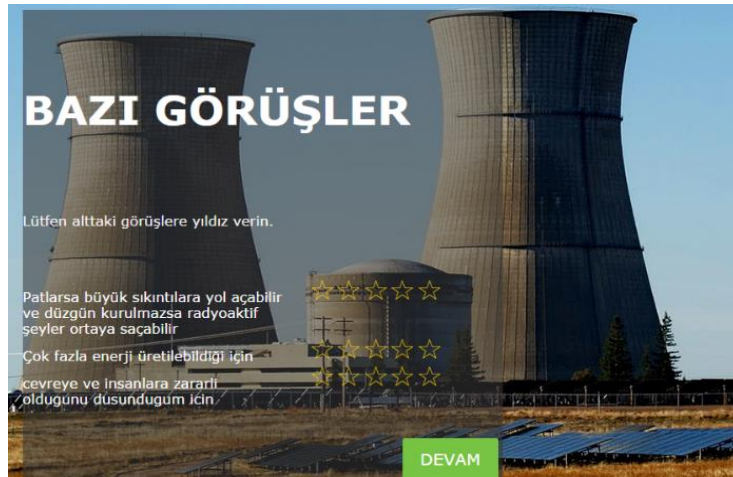 BAZI GÖRÜŞLER
Lütfen alttaki görüşlere yıldız verin.
Patlarsa büyük sıkıntılara yol açabilir
ve düzgün kurulmazsa radyoaktif
şeyler ortaya saçabilir
Çok fazla enerji üretilebildiği için
cevreye ve insanlara zararli
oldugunu dusundugum icin
DEVAM